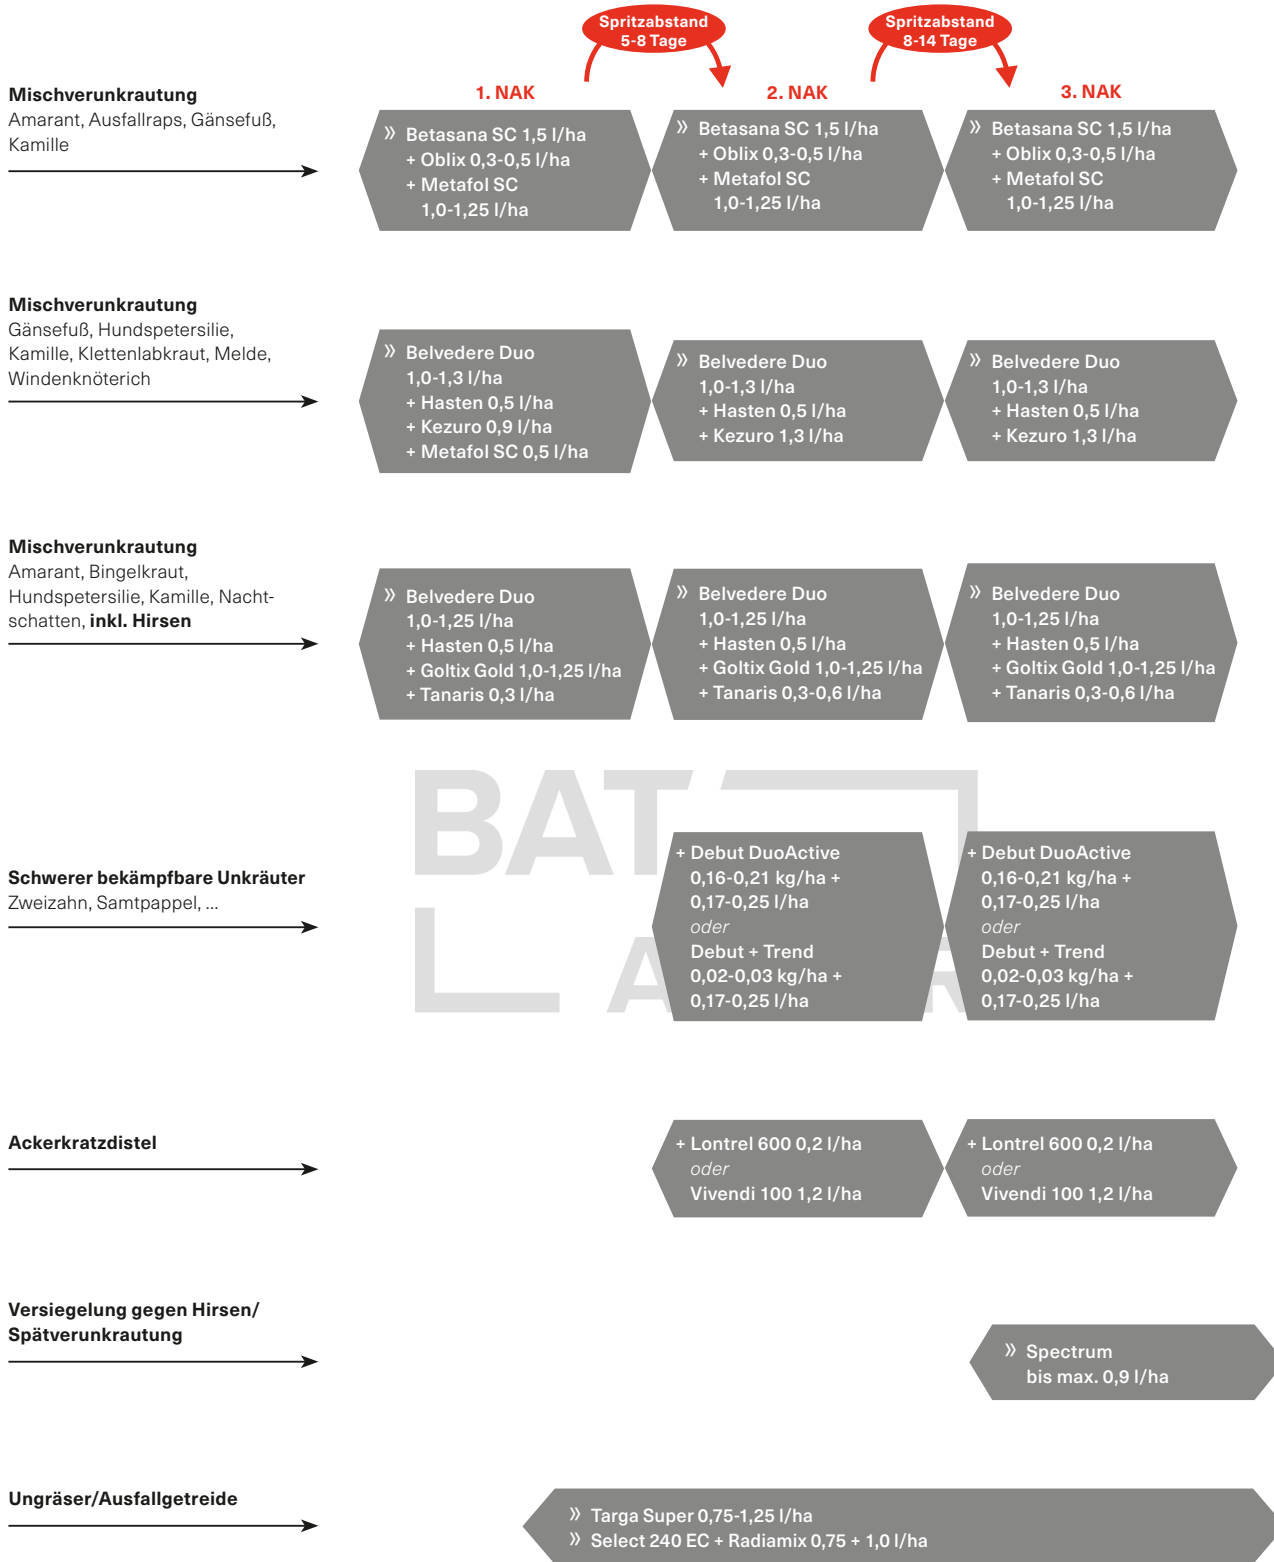 Spritzabstand
5-8 Tage
Spritzabstand
8-14 Tage
1. NAK
2. NAK
3. NAK
Mischverunkrautung
Amarant, Ausfallraps, Gänsefuß,
Kamille
» Betasana SC 1,5 l/ha
+ Oblix 0,3-0,5 l/ha
+ Metafol SC
1,0-1,25 l/ha
» Betasana SC 1,5 l/ha
+ Oblix 0,3-0,5 l/ha
+ Metafol SC
1,0-1,25 l/ha
» Betasana SC 1,5 l/ha
+ Oblix 0,3-0,5 l/ha
+ Metafol SC
1,0-1,25 l/ha
Mischverunkrautung
Gänsefuß, Hundspetersilie,
Kamille, Klettenlabkraut, Melde,
Windenknöterich
» Belvedere Duo
1,0-1,3 l/ha
+ Hasten 0,5 l/ha
+ Kezuro 0,9 l/ha
+ Metafol SC 0,5 l/ha
» Belvedere Duo
1,0-1,3 l/ha
+ Hasten 0,5 l/ha
+ Kezuro 1,3 l/ha
» Belvedere Duo
1,0-1,3 l/ha
+ Hasten 0,5 l/ha
+ Kezuro 1,3 l/ha
Mischverunkrautung
Amarant, Bingelkraut,
Hundspetersilie, Kamille, Nacht-
schatten, inkl. Hirsen
» Belvedere Duo
1,0-1,25 l/ha
+ Hasten 0,5 l/ha
+ Goltix Gold 1,0-1,25 l/ha
+ Tanaris 0,3 l/ha
» Belvedere Duo
1,0-1,25 l/ha
+ Hasten 0,5 l/ha
+ Goltix Gold 1,0-1,25 l/ha
+ Tanaris 0,3-0,6 l/ha
» Belvedere Duo
1,0-1,25 l/ha
+ Hasten 0,5 l/ha
+ Goltix Gold 1,0-1,25 l/ha
+ Tanaris 0,3-0,6 l/ha
BAT
Schwerer bekämpfbare Unkräuter
Zweizahn, Samtpappel, ...
+ Debut DuoActive
0,16-0,21 kg/ha +
0,17-0,25 l/ha
oder
Debut + Trend
0,02-0,03 kg/ha +
0,17-0,25 l/ha
+ Debut DuoActive
0,16-0,21 kg/ha +
0,17-0,25 l/ha
oder
Debut + Trend
0,02-0,03 kg/ha +
0,17-0,25 l/ha
Ackerkratzdistel
+ Lontrel 600 0,2 l/ha
oder
Vivendi 100 1,2 l/ha
+ Lontrel 600 0,2 l/ha
oder
Vivendi 100 1,2 l/ha
Versiegelung gegen Hirsen/
Spätverunkrautung
» Spectrum
bis max. 0,9 l/ha
Ungräser/Ausfallgetreide
» Targa Super 0,75-1,25 l/ha
» Select 240 EC + Radiamix 0,75 + 1,0 l/ha